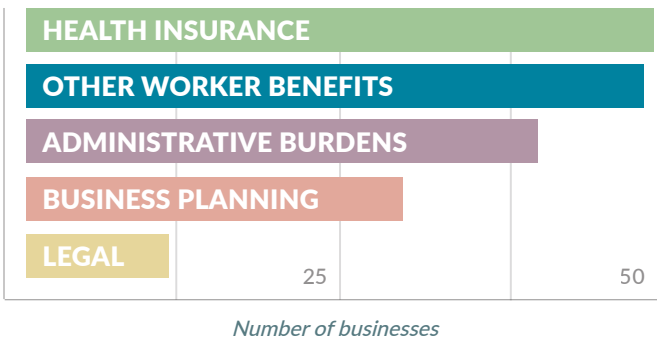 HEALTH INSURANCE
OTHER WORKER BENEFITS
ADMINISTRATIVE BURDENS
BUSINESS PLANNING
LEGAL
25 50
Number of businesses